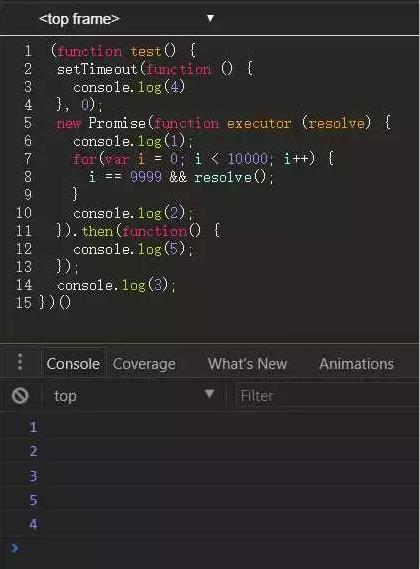 <top frame>
1 (function test() {
2 setTimeout(function () {
3 console.log(4)
4 }, 0);
5 new Promise(function executor (resolve) {
6 console.log(1);
7 for(var i = 0; i < 10000; i++) {
8 i == 9999 && resolve();
9 }
10 console.log(2);
11 }).then(function() {
12 console.log(5);
13 });
14 console.log(3);
15 })()
Console Coverage What's New Animations
top Filter
1
2
3
5
4